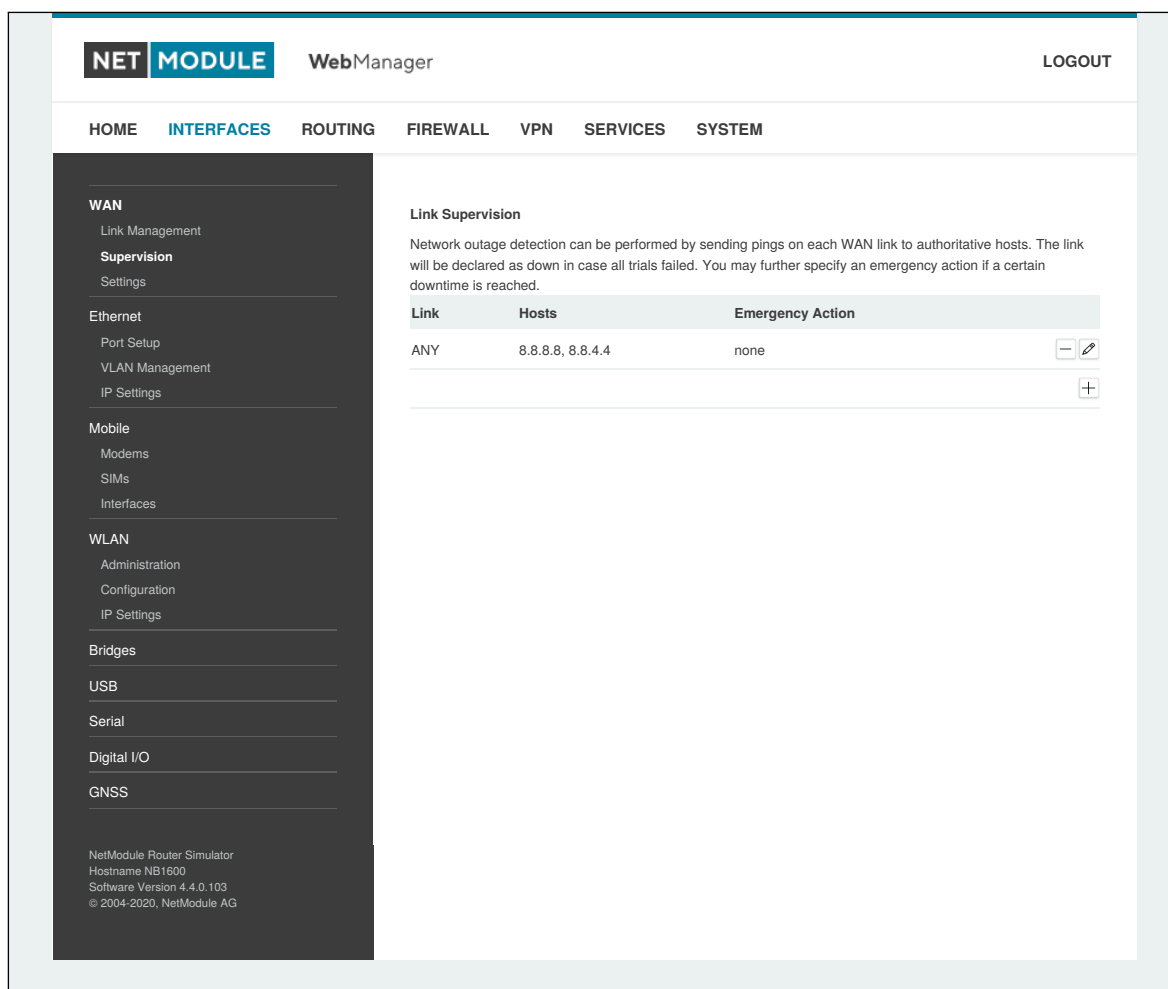 NET MODULE WebManager LOGOUT
HOME INTERFACES ROUTING FIREWALL VPN SERVICES SYSTEM
WAN
Link Management
Supervision
Settings
Ethernet
Port Setup
VLAN Management
IP Settings
Mobile
Modems
SIMs
Interfaces
WLAN
Administration
Configuration
IP Settings
Bridges
USB
Serial
Digital I/O
GNSS
NetModule Router Simulator
Hostname NB1600
Software Version 4.4.0.103
© 2004-2020, NetModule AG
Link Supervision
Network outage detection can be performed by sending pings on each WAN link to authoritative hosts. The link
will be declared as down in case all trials failed. You may further specify an emergency action if a certain
downtime is reached.
Link Hosts Emergency Action
ANY 8.8.8.8, 8.8.4.4 none